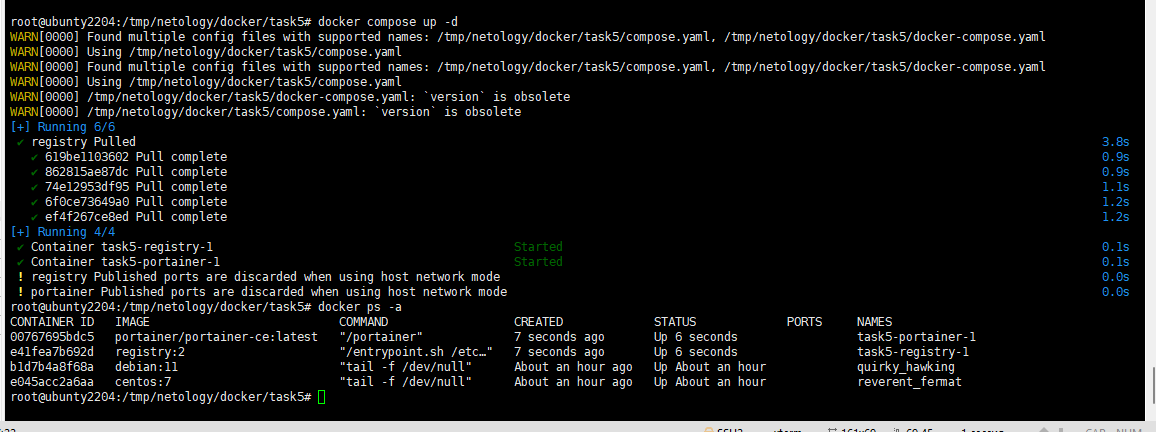 root@ubunty2204:/tmp/netology/docker/task5# docker compose up -d
WARN[0000] Found multiple config files with supported names: /tmp/netology/docker/task5/compose.yaml, /tmp/netology/docker/task5/docker-compose.yaml
WARN[0000] Using /tmp/netology/docker/task5/compose.yaml
WARN[0000] Found multiple config files with supported names: /tmp/netology/docker/task5/compose.yaml, /tmp/netology/docker/task5/docker-compose.yaml
WARN[0000] Using /tmp/netology/docker/task5/compose.yaml
WARN[0000] /tmp/netology/docker/task5/docker-compose.yaml: `version` is obsolete
WARN[0000] /tmp/netology/docker/task5/compose.yaml: `version` is obsolete
[+] Running 6/6
✔ registry Pulled 3.8s
✔ 619be1103602 Pull complete 0.9s
✔ 862815ae87dc Pull complete 0.9s
✔ 74e12953df95 Pull complete 1.1s
✔ 6f0ce73649a0 Pull complete 1.2s
✔ ef4f267ce8ed Pull complete 1.2s
[+] Running 4/4
✔ Container task5-registry-1 Started 0.1s
✔ Container task5-portainer-1 Started 0.1s
! registry Published ports are discarded when using host network mode 0.0s
! portainer Published ports are discarded when using host network mode 0.0s
root@ubunty2204:/tmp/netology/docker/task5# docker ps -a
CONTAINER ID IMAGE COMMAND CREATED STATUS PORTS NAMES
00767695bdc5 portainer/portainer-ce:latest "/portainer" 7 seconds ago Up 6 seconds task5-portainer-1
e41fea7b692d registry:2 "/entrypoint.sh /etc…" 7 seconds ago Up 6 seconds task5-registry-1
b1d7b4a8f68a debian:11 "tail -f /dev/null" About an hour ago Up About an hour quirky_hawking
e045acc2a6aa centos:7 "tail -f /dev/null" About an hour ago Up About an hour reverent_fermat
root@ubunty2204:/tmp/netology/docker/task5#